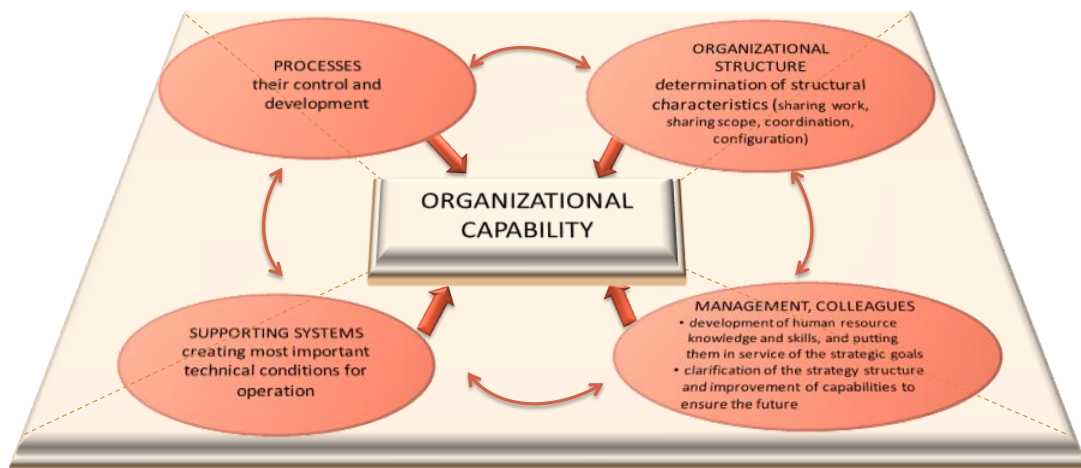 PROCESSES
their control and
development
ORGANIZATIONAL
STRUCTURE
determination of structural
characteristics (sharing work,
sharing scope, coordination,
configuration)
ORGANIZATIONAL
CAPABILITY
SUPPORTING SYSTEMS
creating most important
technical conditions for
operation
MANAGEMENT, COLLEAGUES
• development of human resource
knowledge and skills, and putting
them in service of the strategic goals
• clarification of the strategy structure
and improvement of capabilities to
ensure the future